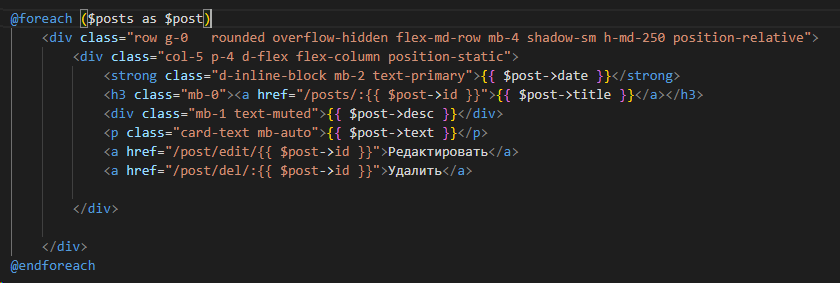 @foreach ($posts as $post)
<div class="row g-0   rounded overflow-hidden flex-md-row mb-4 shadow-sm h-md-250 position-relative">
<div class="col-5 p-4 d-flex flex-column position-static">
<strong class="d-inline-block mb-2 text-primary">{{ $post->date }}</strong>
<h3 class="mb-0"><a href="/posts/:{{ $post->id }}">{{ $post->title }}</a></h3>
<div class="mb-1 text-muted">{{ $post->desc }}</div>
<p class="card-text mb-auto">{{ $post->text }}</p>
<a href="/post/edit/{{ $post->id }}">Редактировать</a>
<a href="/post/del/:{{ $post->id }}">Удалить</a>
</div>
</div>
@endforeach